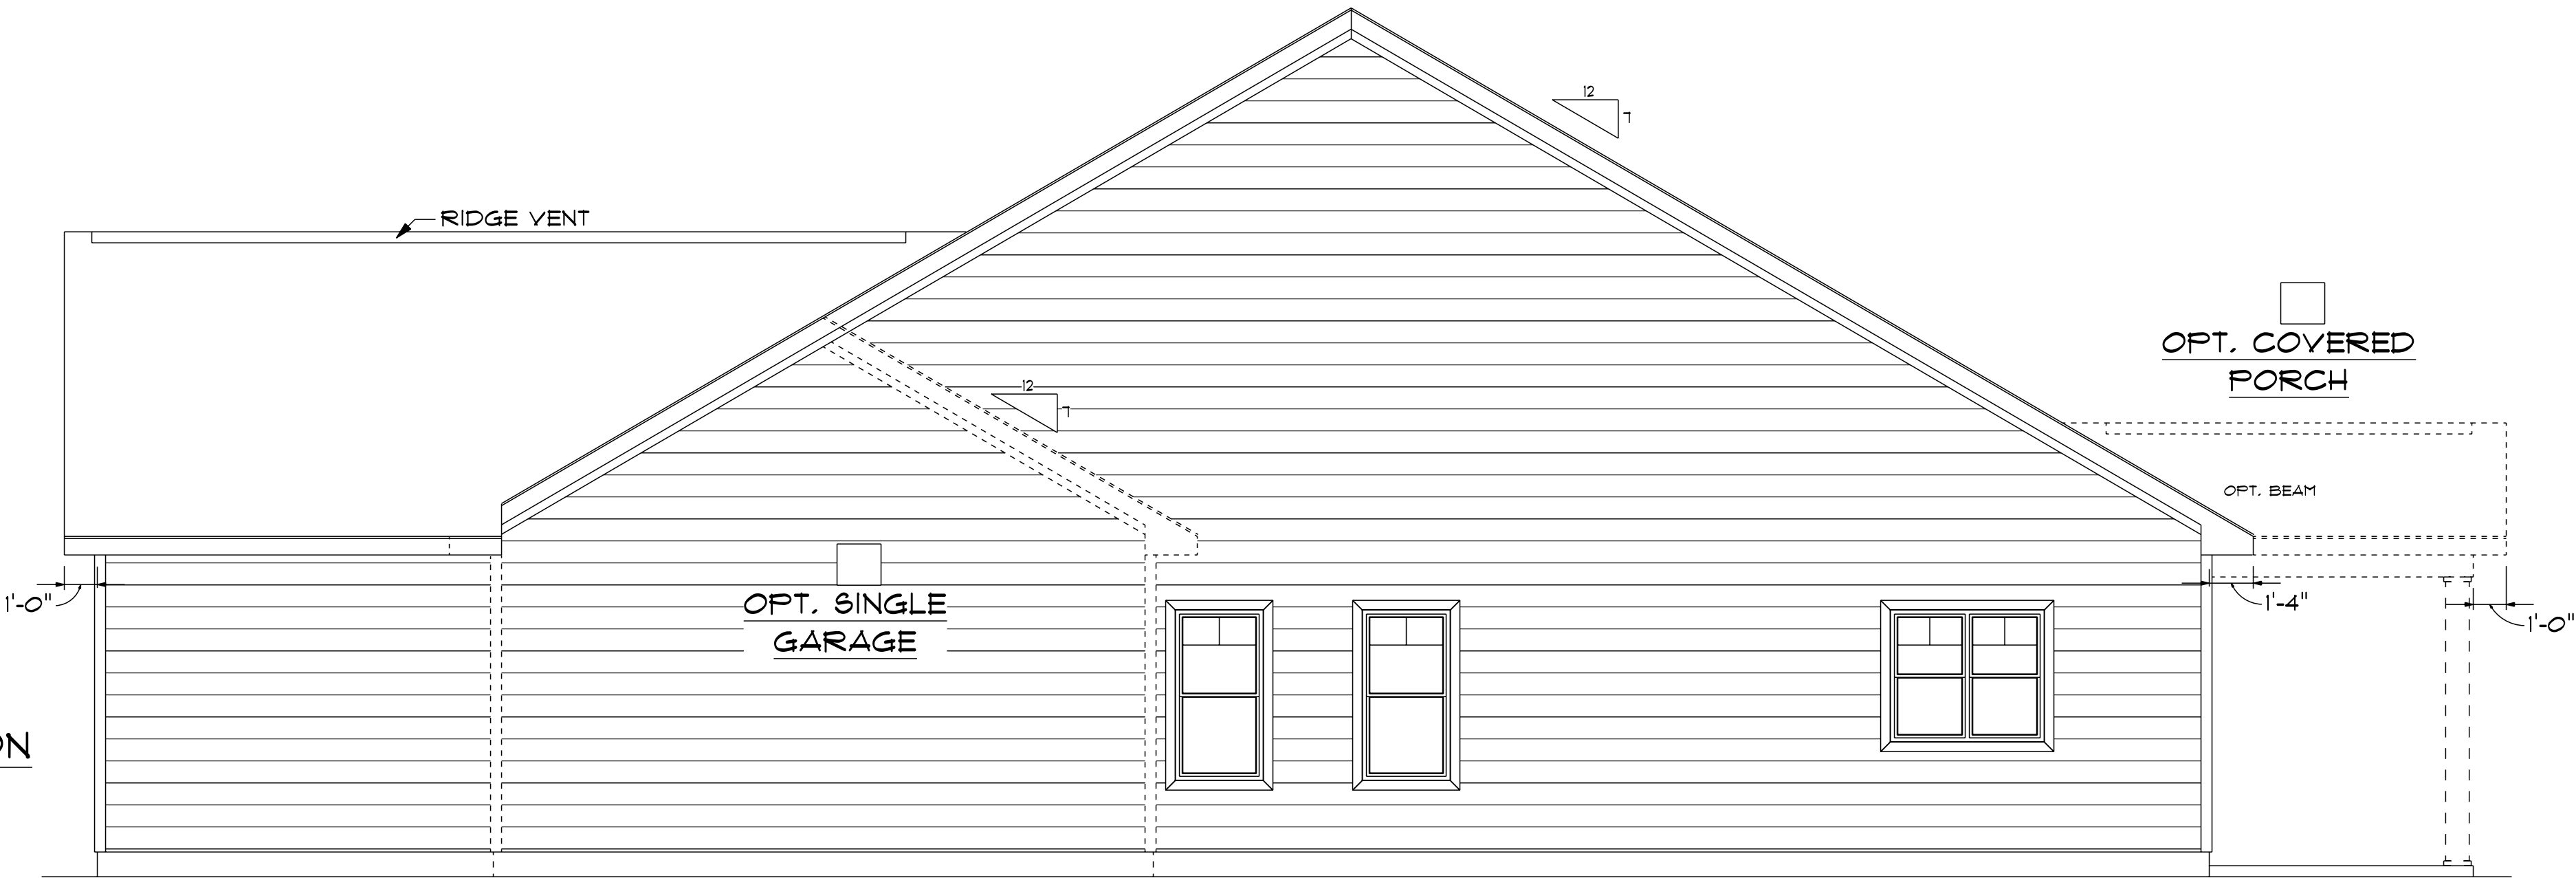 12
7
RIDGE VENT
OPT. COVERED
PORCH
12
7
OPT. BEAM
1'-0"
OPT. SINGLE
GARAGE
1'-4"
1'-0"
ON